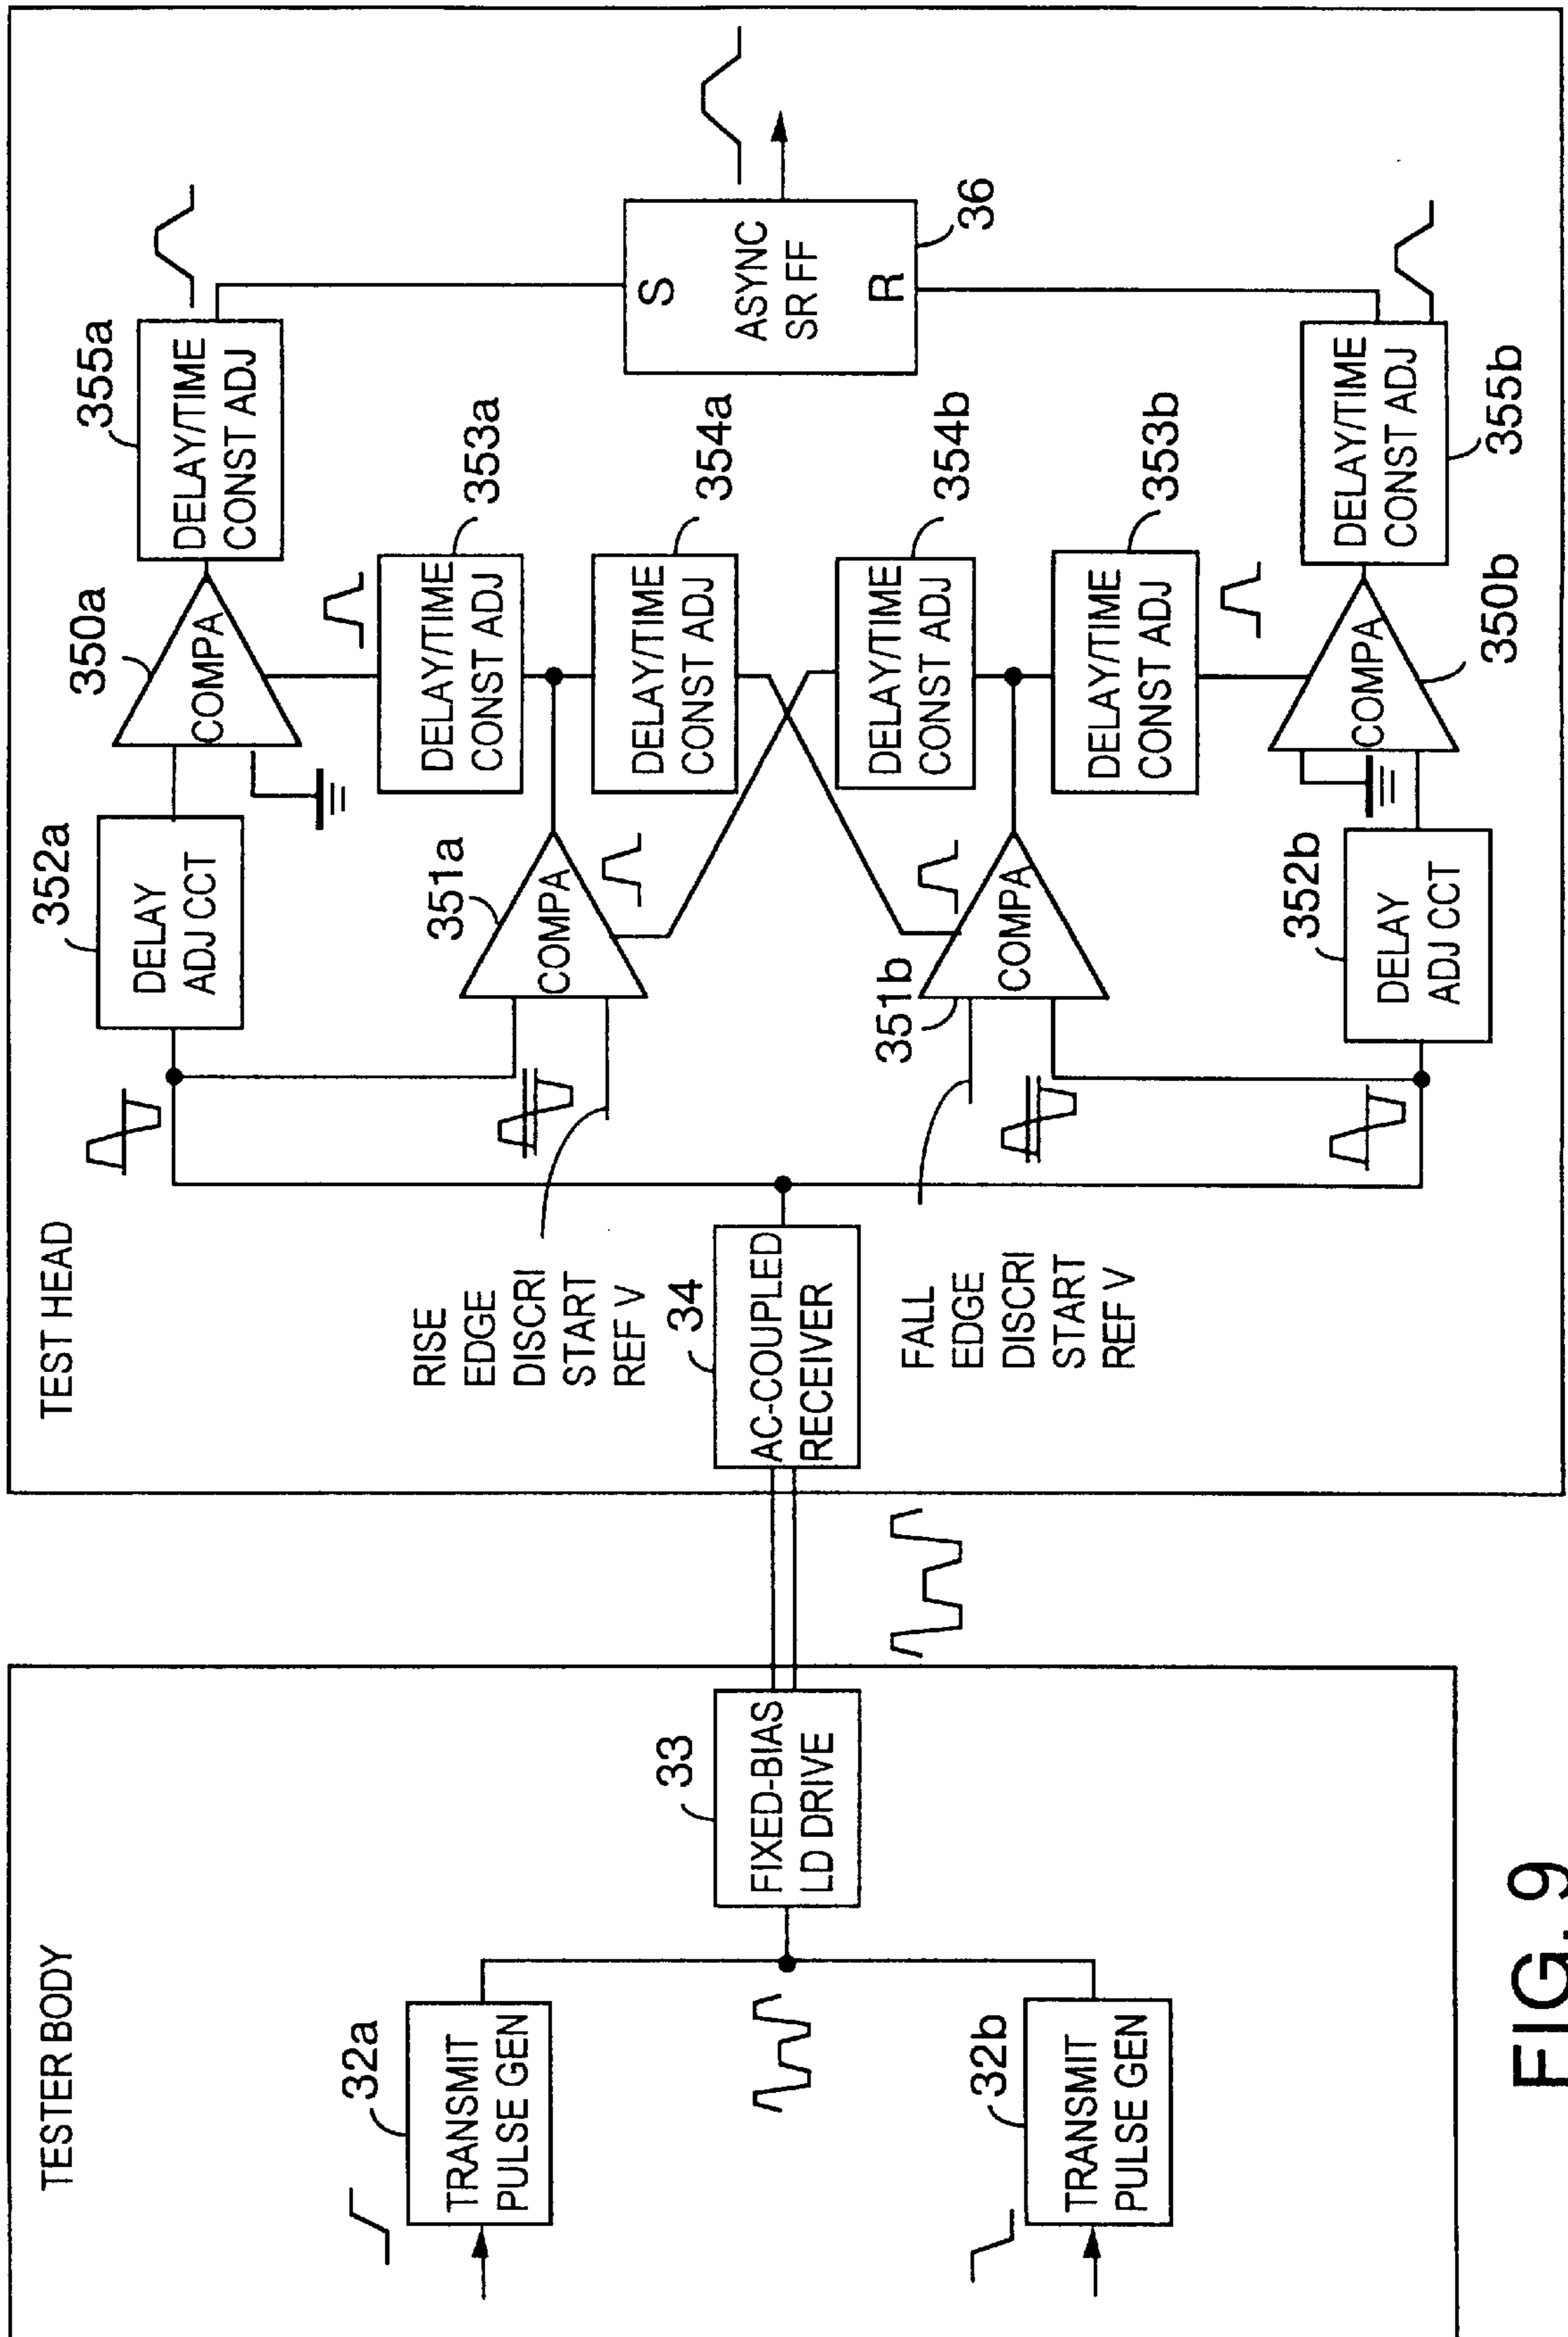 TESTER BODY
32a
TRANSMIT
PULSE GEN
32b
TRANSMIT
PULSE GEN
33
FIXED-BIAS
LD DRIVE
TEST HEAD
34
AC-COUPLED
RECEIVER
RISE
EDGE
DISCRI
START
REF V
FALL
EDGE
DISCRI
START
REF V
352a
DELAY
ADJ CCT
350a
COMPA
355a
DELAY/TIME
CONST ADJ
351a
COMPA
353a
DELAY/TIME
CONST ADJ
354a
DELAY/TIME
CONST ADJ
351b
COMPA
354b
DELAY/TIME
CONST ADJ
353b
DELAY/TIME
CONST ADJ
352b
DELAY
ADJ CCT
350b
COMPA
355b
DELAY/TIME
CONST ADJ
S
ASYNC
SR FF
R
36
FIG. 9